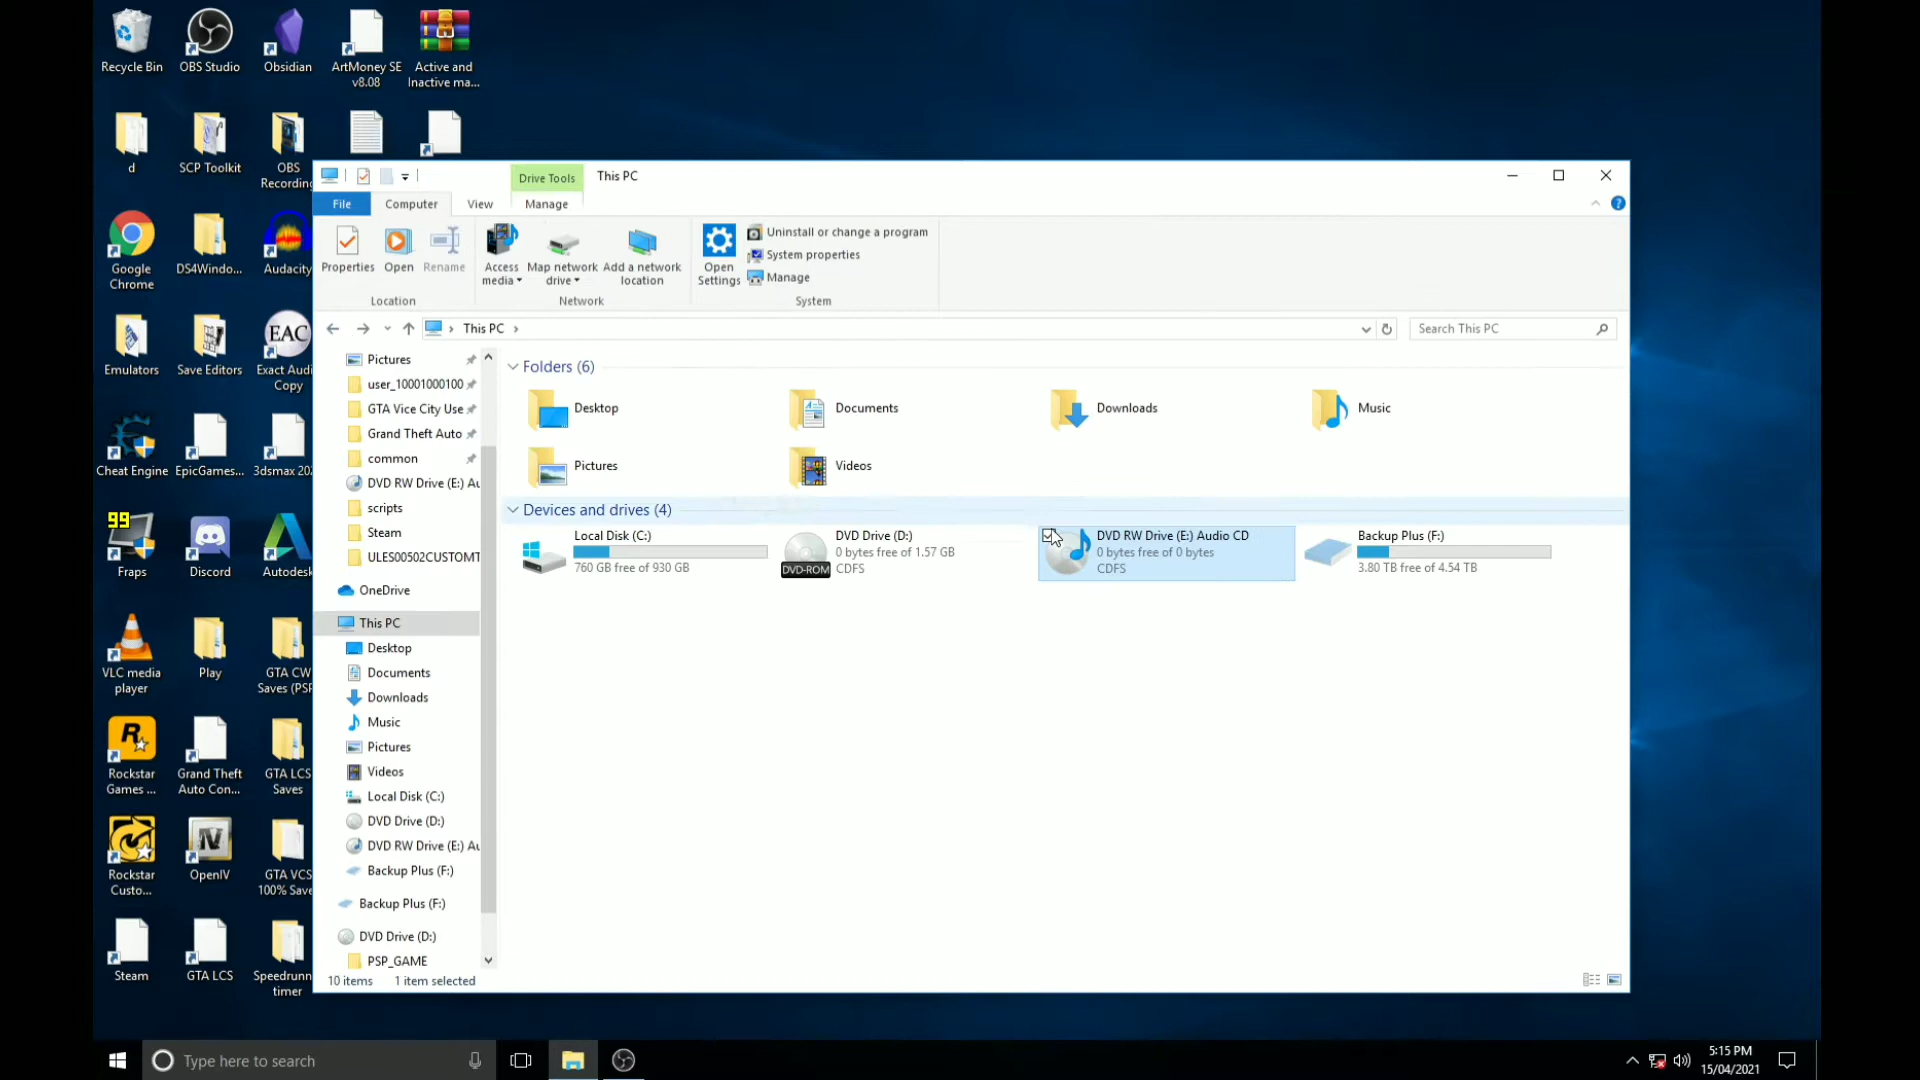 Recycle Bin
OBS Studio
Obsidian
ArtMoney SE
v8.08
Active and
Inactive ma...
d
SCP Toolkit
OBS
Recording
Google
Chrome
DS4Windo...
Audacity
Emulators
Save Editors
EAC
Exact Audi
Copy
Cheat Engine
EpicGames...
3dsmax 20
99
Fraps
Discord
Autodesk
VLC media
player
Play
GTA CW
Saves (PSP
Rockstar
Games ...
Grand Theft
Auto Con...
GTA LCS
Saves
Rockstar
Custo...
OpenIV
GTA VCS
100% Save
Steam
GTA LCS
Speedrunn
timer
Drive Tools
This PC
File
Computer
View
Manage
Properties
Open
Rename
Location
Access
media
Map network
drive
Add a network
location
Network
Open
Settings
Uninstall or change a program
System properties
Manage
System
This PC
Search This PC
Pictures
user_10001000100
GTA Vice City Use
Grand Theft Auto
common
DVD RW Drive (E:) Au
scripts
Steam
ULES00502CUSTOMT
OneDrive
This PC
Desktop
Documents
Downloads
Music
Pictures
Videos
Local Disk (C:)
DVD Drive (D:)
DVD RW Drive (E:) Au
Backup Plus (F:)
Backup Plus (F:)
DVD Drive (D:)
PSP_GAME
Folders (6)
Desktop
Documents
Downloads
Music
Pictures
Videos
Devices and drives (4)
Local Disk (C:)
760 GB free of 930 GB
DVD-ROM
DVD Drive (D:)
0 bytes free of 1.57 GB
CDFS
DVD RW Drive (E:) Audio CD
0 bytes free of 0 bytes
CDFS
Backup Plus (F:)
3.80 TB free of 4.54 TB
10 items
1 item selected
Type here to search
5:15 PM
15/04/2021